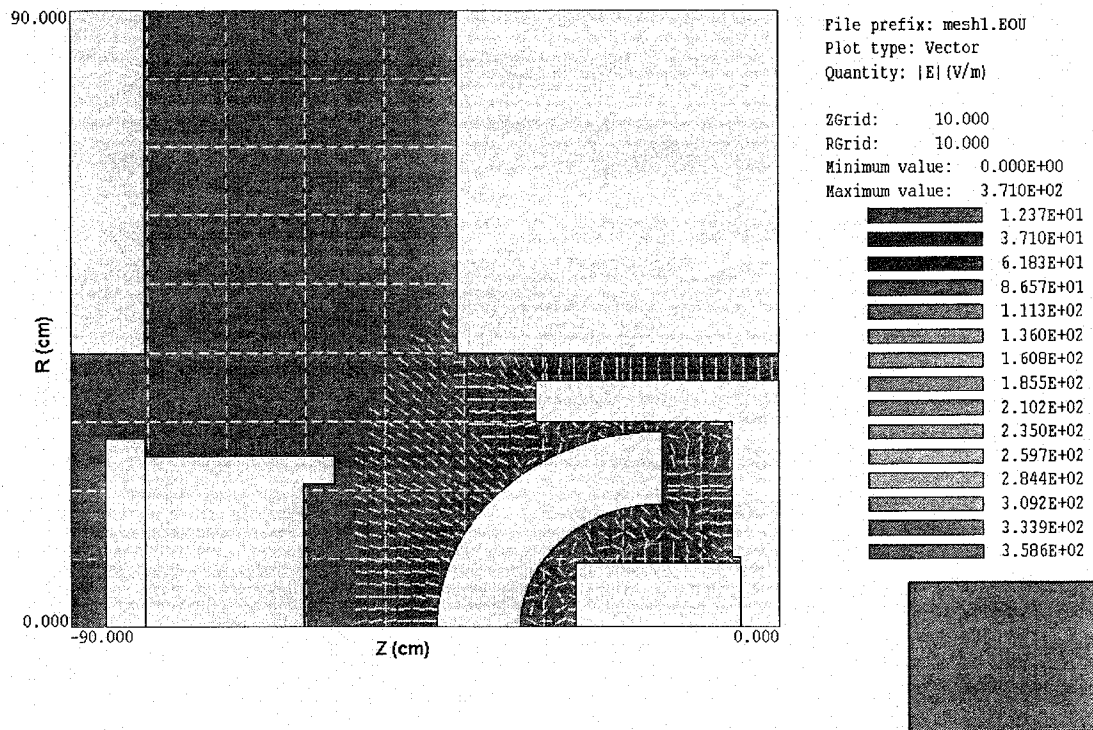 90.000
R (cm)
0.000
-90.000
0.000
Z (cm)
File prefix: mesh1.EOU
Plot type: Vector
Quantity: |E|(V/m)
ZGrid: 10.000
RGrid: 10.000
Minimum value: 0.000E+00
Maximum value: 3.710E+02
1.237E+01
3.710E+01
6.183E+01
8.657E+01
1.113E+02
1.360E+02
1.608E+02
1.855E+02
2.102E+02
2.350E+02
2.597E+02
2.844E+02
3.092E+02
3.339E+02
3.586E+02